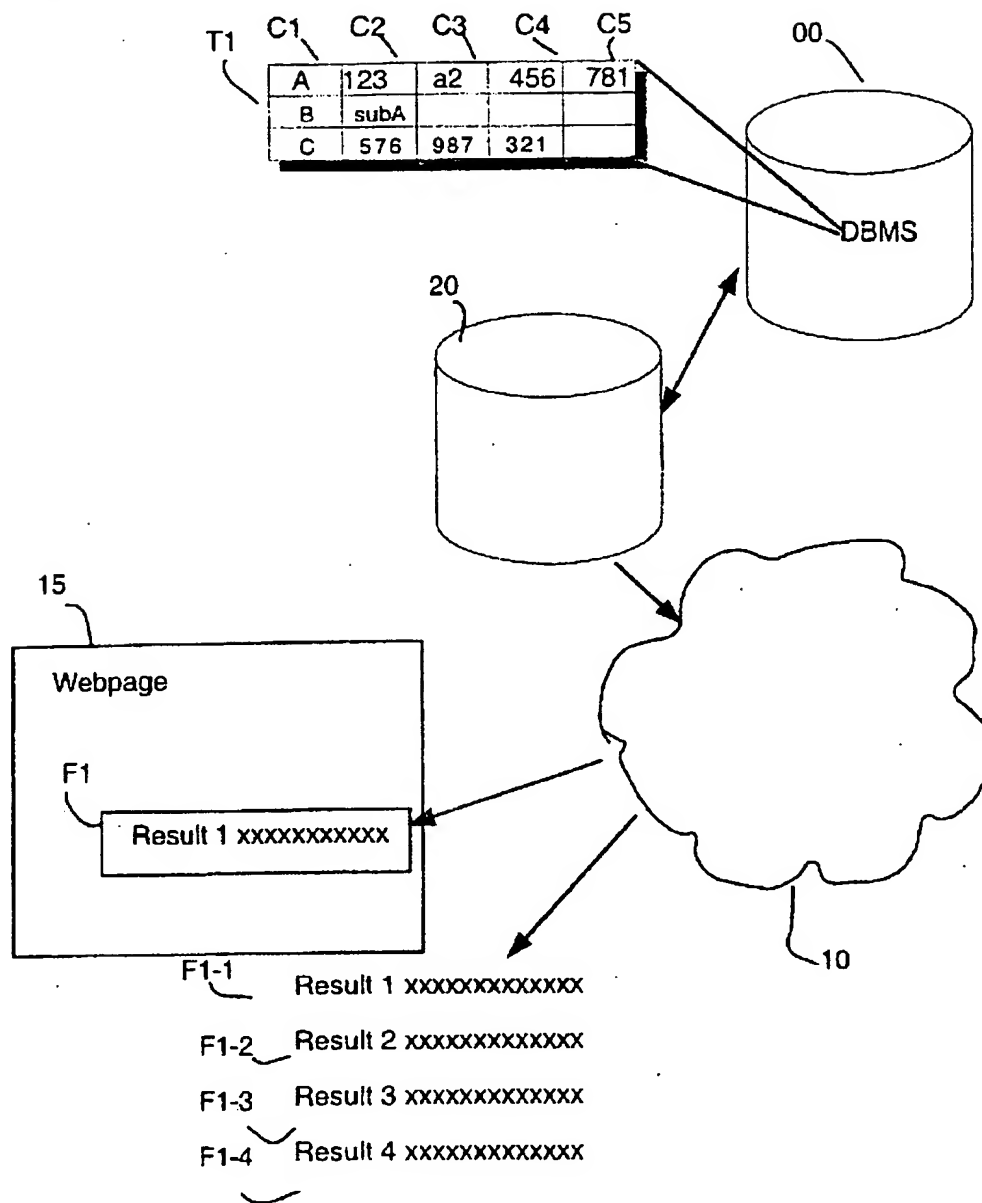 T1 C1 C2 C3 C4 C5 00
A 123 a2 456 781
B subA
C 576 987 321
DBMS
20
15
Webpage
F1
Result 1 xxxxxxxxxxx
10
F1-1 Result 1 xxxxxxxxxxxxx
F1-2 Result 2 xxxxxxxxxxxxx
F1-3 Result 3 xxxxxxxxxxxxx
F1-4 Result 4 xxxxxxxxxxxxx